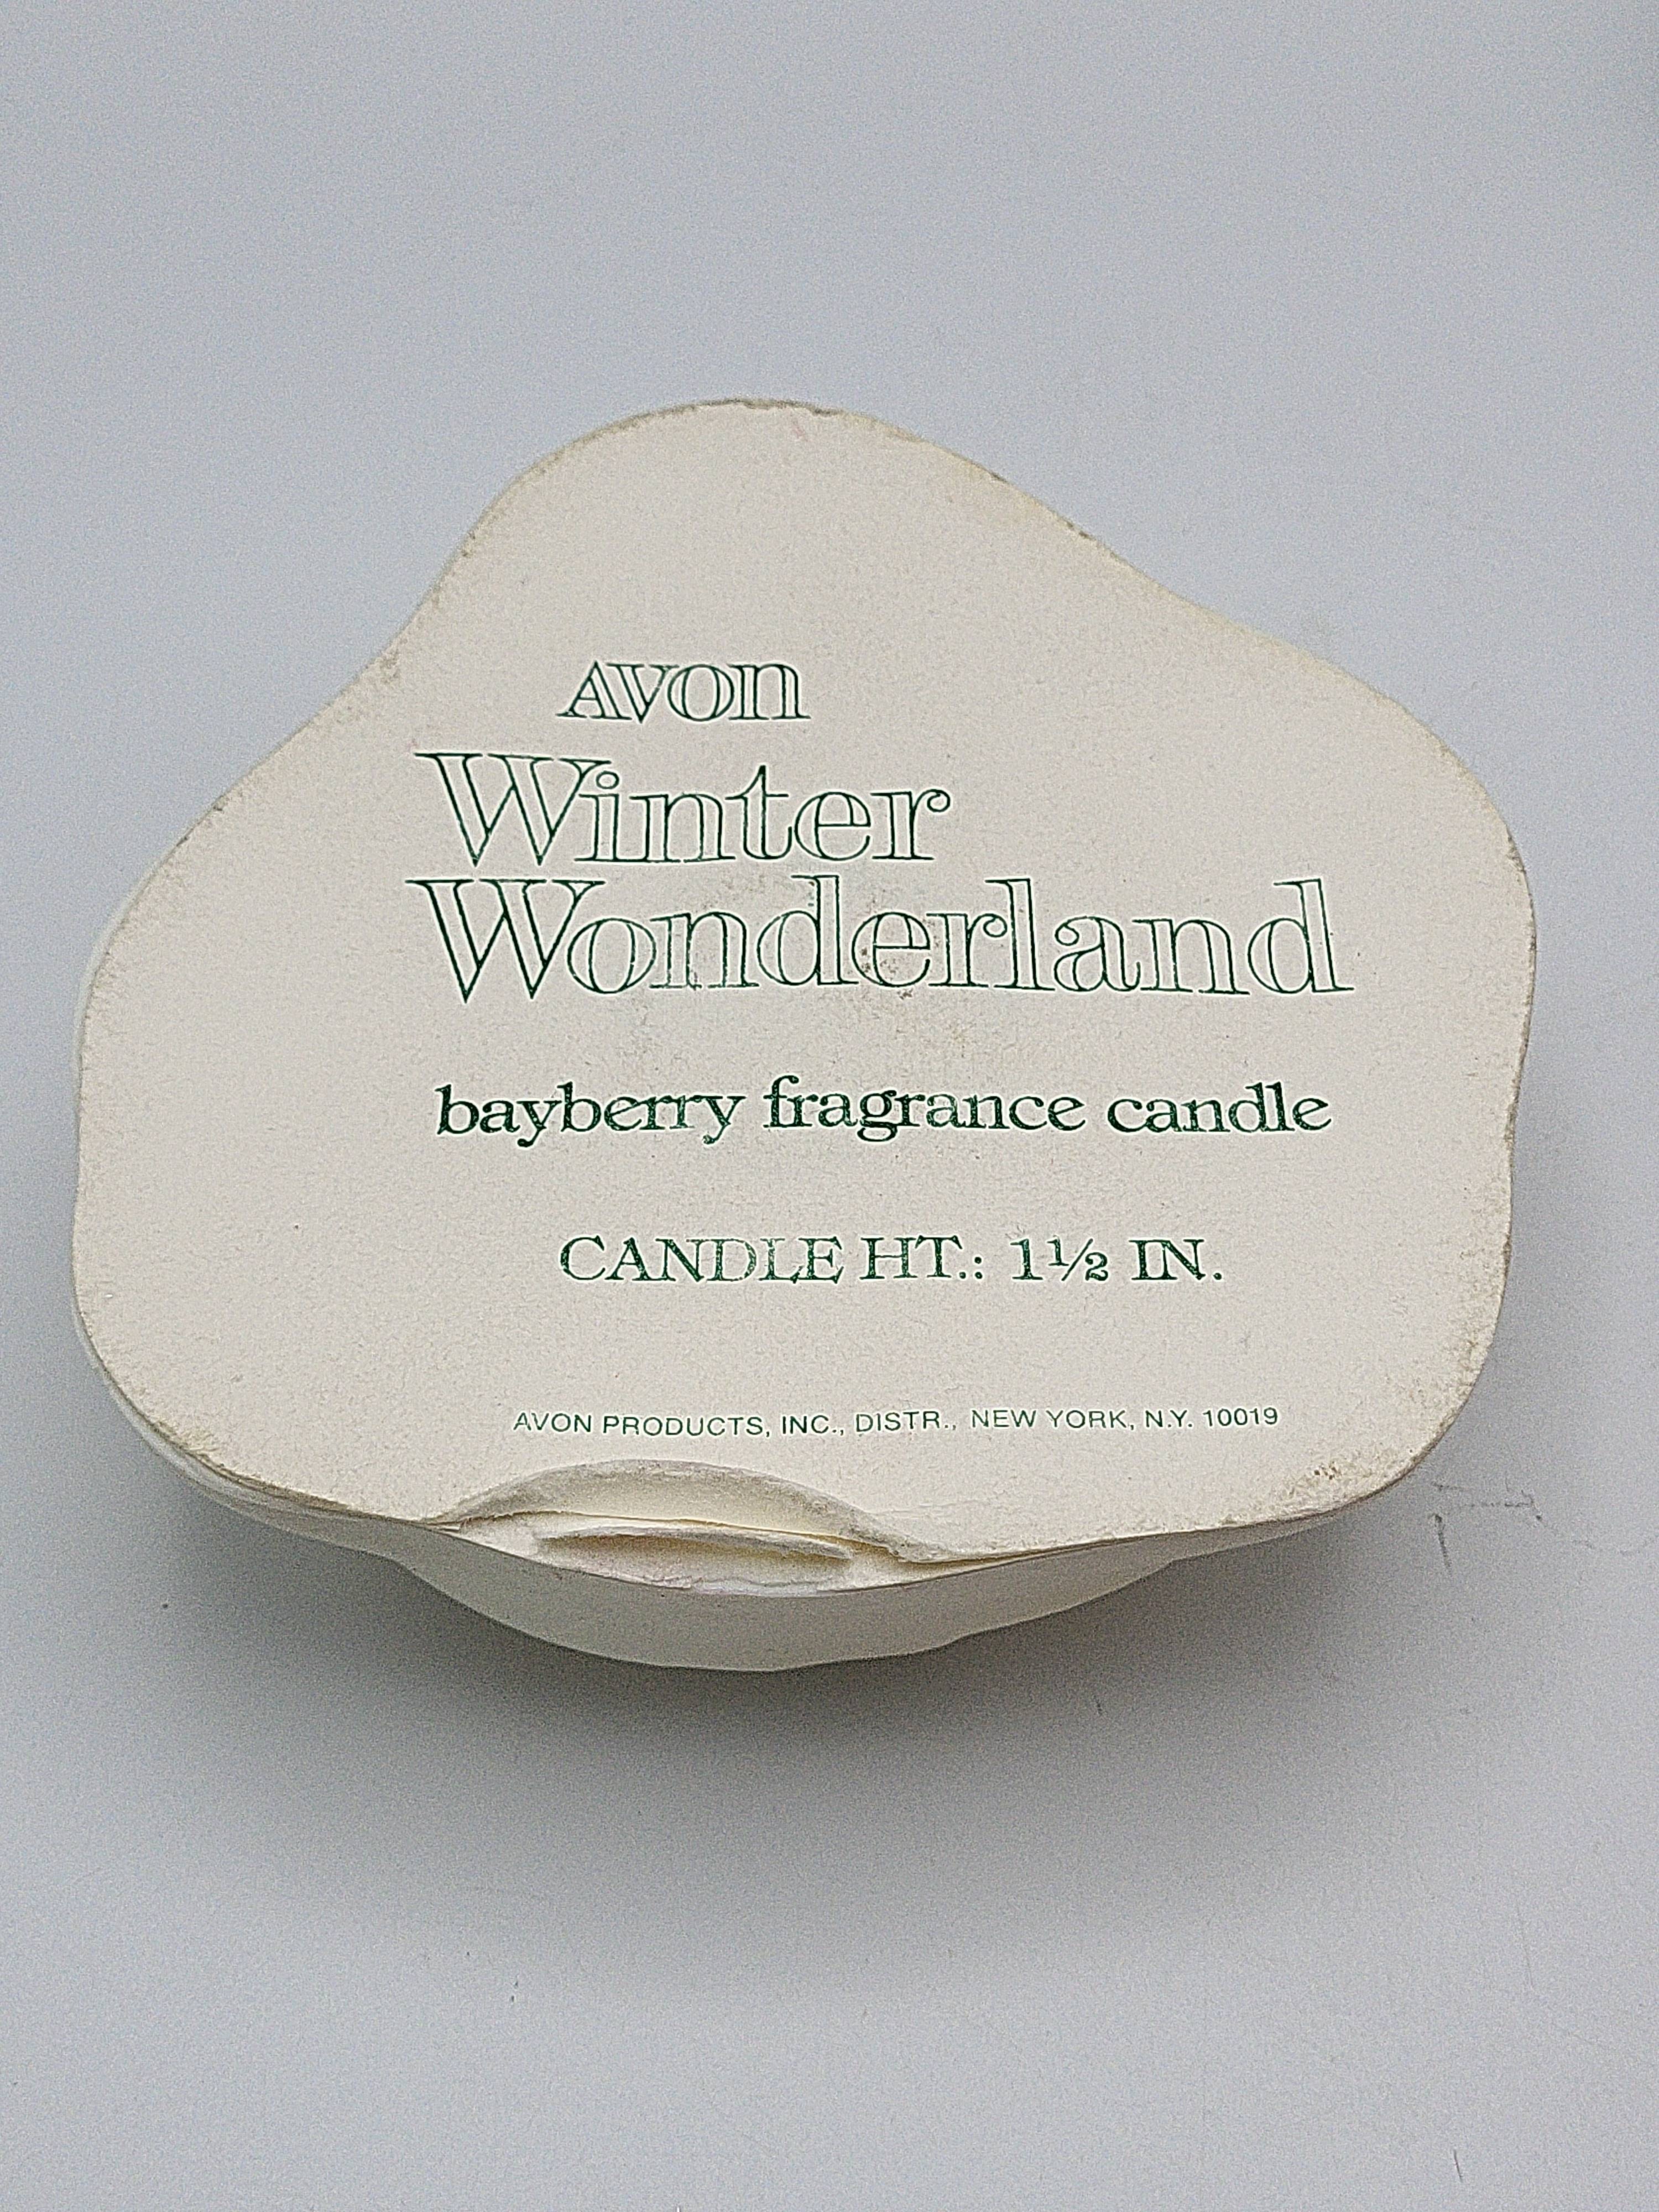 AVON
Winter
Wonderland
bayberry fragrance candle
CANDLE HT.: 1½ IN.
AVON PRODUCTS, INC., DISTR., NEW YORK, N.Y. 10019